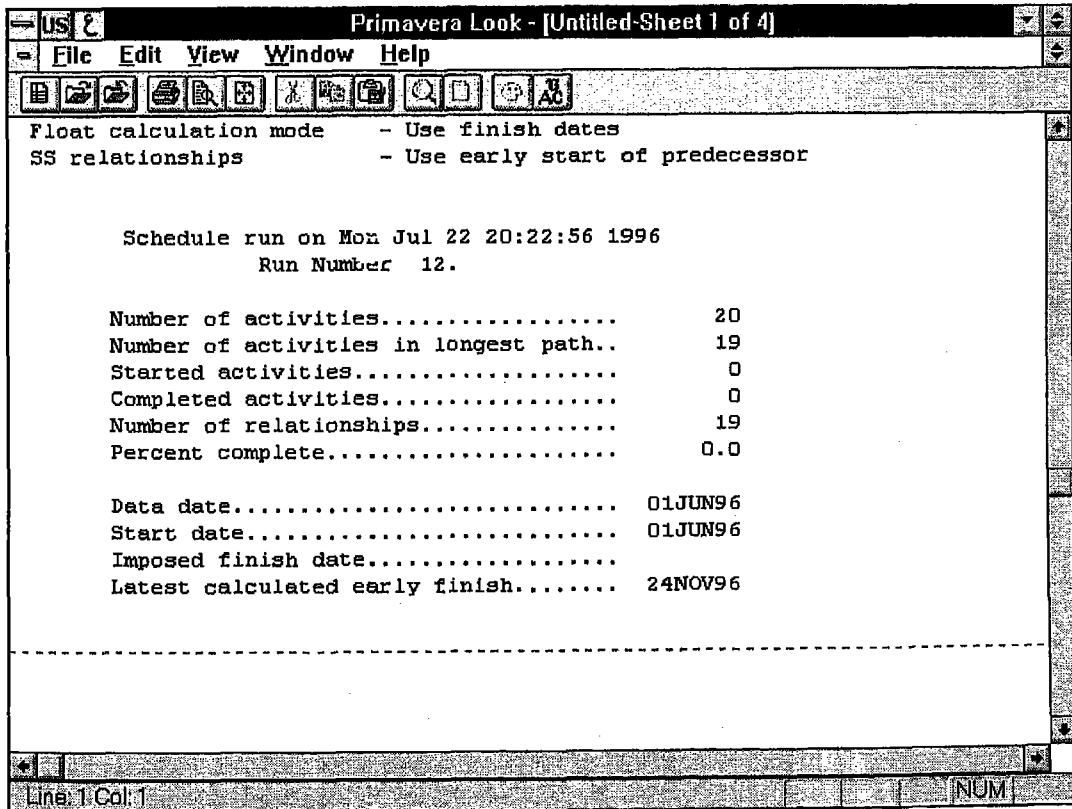 US ع Primavera Look - [Untitled-Sheet 1 of 4]
File Edit View Window Help
Float calculation mode - Use finish dates
SS relationships - Use early start of predecessor
Schedule run on Mon Jul 22 20:22:56 1996
Run Number 12.
Number of activities.................. 20
Number of activities in longest path.. 19
Started activities.................... 0
Completed activities.................. 0
Number of relationships............... 19
Percent complete...................... 0.0
Data date............................. 01JUN96
Start date............................ 01JUN96
Imposed finish date...................
Latest calculated early finish........ 24NOV96
Line: 1 Col: 1 NUM